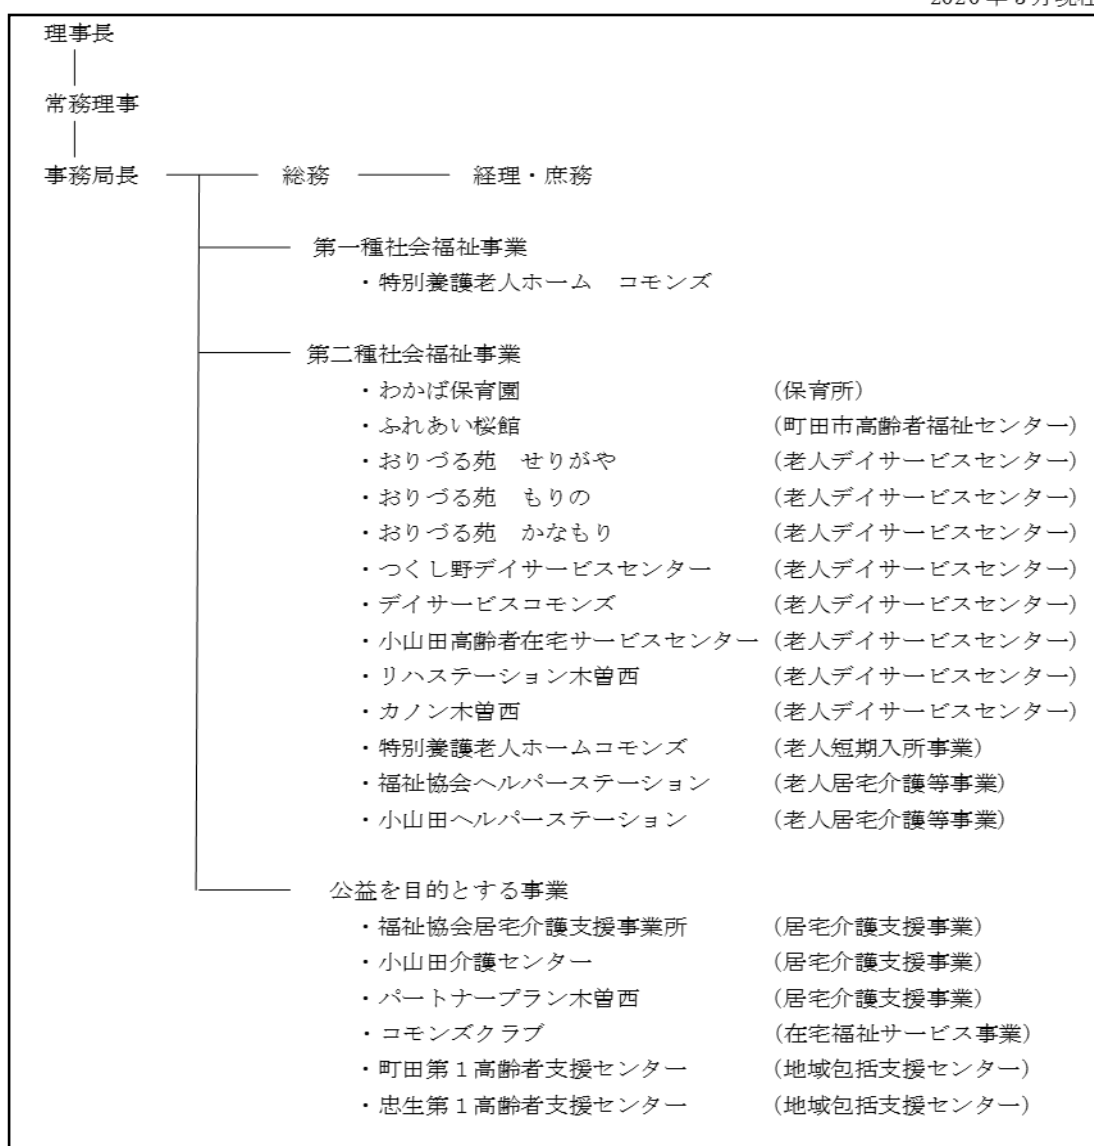 理事長
常務理事
事務局長 総務 経理・庶務
第一種社会福祉事業
・特別養護老人ホーム　コモンズ
第二種社会福祉事業
・わかば保育園 （保育所）
・ふれあい桜館 （町田市高齢者福祉センター）
・おりづる苑　せりがや （老人デイサービスセンター）
・おりづる苑　もりの （老人デイサービスセンター）
・おりづる苑　かなもり （老人デイサービスセンター）
・つくし野デイサービスセンター （老人デイサービスセンター）
・デイサービスコモンズ （老人デイサービスセンター）
・小山田高齢者在宅サービスセンター （老人デイサービスセンター）
・リハステーション木曽西 （老人デイサービスセンター）
・カノン木曽西 （老人デイサービスセンター）
・特別養護老人ホームコモンズ （老人短期入所事業）
・福祉協会ヘルパーステーション （老人居宅介護等事業）
・小山田ヘルパーステーション （老人居宅介護等事業）
公益を目的とする事業
・福祉協会居宅介護支援事業所 （居宅介護支援事業）
・小山田介護センター （居宅介護支援事業）
・パートナープラン木曽西 （居宅介護支援事業）
・コモンズクラブ （在宅福祉サービス事業）
・町田第１高齢者支援センター （地域包括支援センター）
・忠生第１高齢者支援センター （地域包括支援センター）